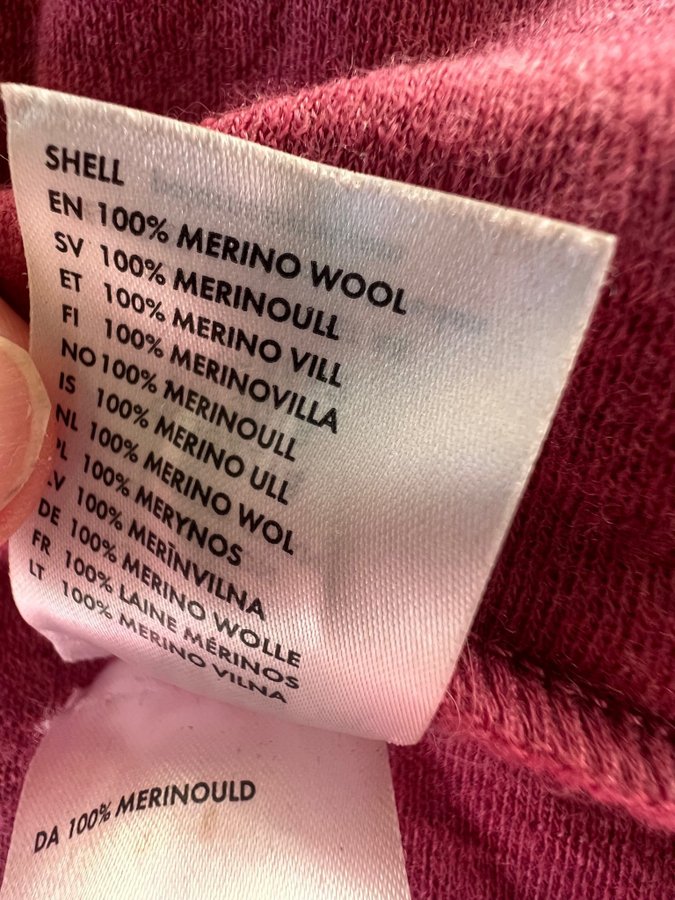 SHELL
EN 100% MERINO WOOL
SV 100% MERINOULL
ET 100% MERINO VILL
FI 100% MERINOVILLA
NO 100% MERINOULL
IS 100% MERINO ULL
NL 100% MERINO WOL
100% MERYNOS
100% MERĪNVILNA
DE 100% MERINO WOLLE
FR 100% LAINE MÉRINOS
LT 100% MERINO VILNA
DA 100% MERINOULD